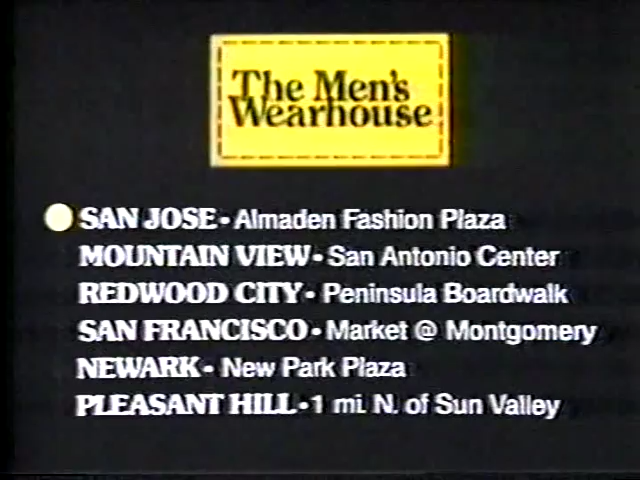 The Men's
Wearhouse
SAN JOSE • Almaden Fashion Plaza
MOUNTAIN VIEW • San Antonio Center
REDWOOD CITY • Peninsula Boardwalk
SAN FRANCISCO • Market @ Montgomery
NEWARK • New Park Plaza
PLEASANT HILL • 1 mi. N. of Sun Valley